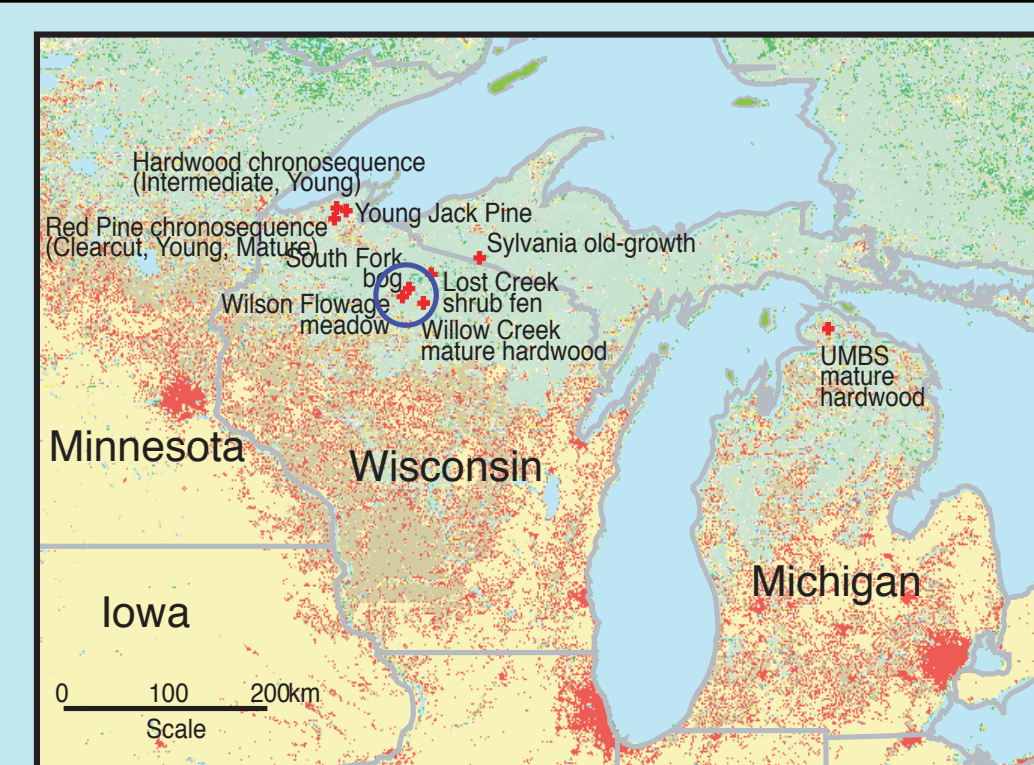 Hardwood chronosequence
(Intermediate, Young)
Young Jack Pine
Red Pine chronosequence
(Clearcut, Young, Mature)
Sylvania old-growth
South Fork
bog
Lost Creek
shrub fen
Wilson Flowage
meadow
Willow Creek
mature hardwood
UMBS
mature
hardwood
Minnesota
Wisconsin
Michigan
Iowa
0 100 200km
Scale